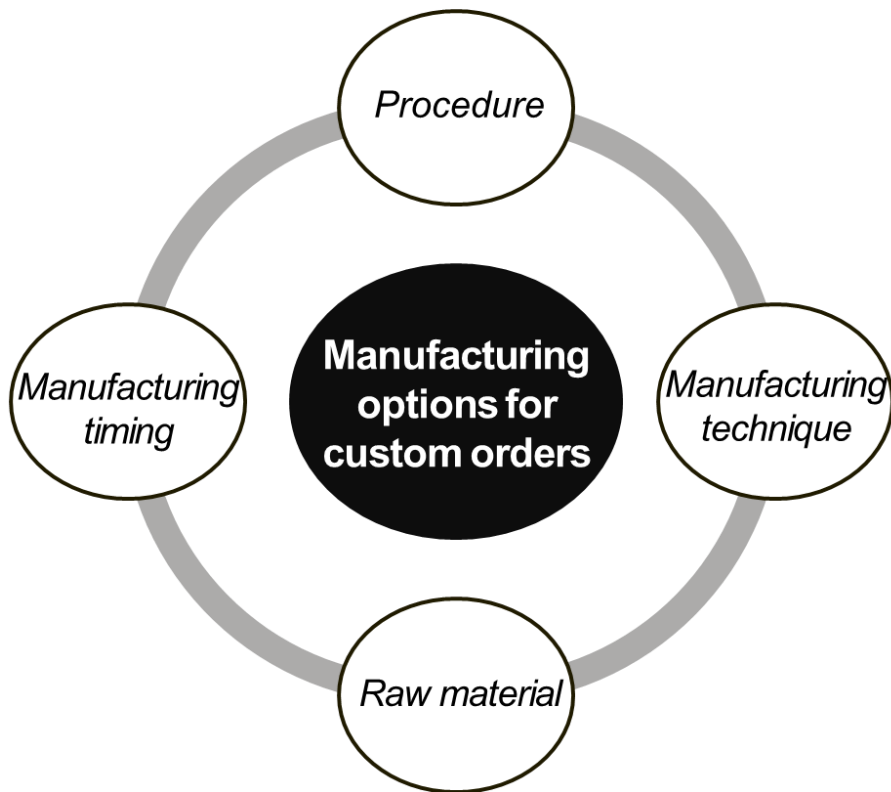 Procedure
Manufacturing
timing
Manufacturing
options for
custom orders
Manufacturing
technique
Raw material